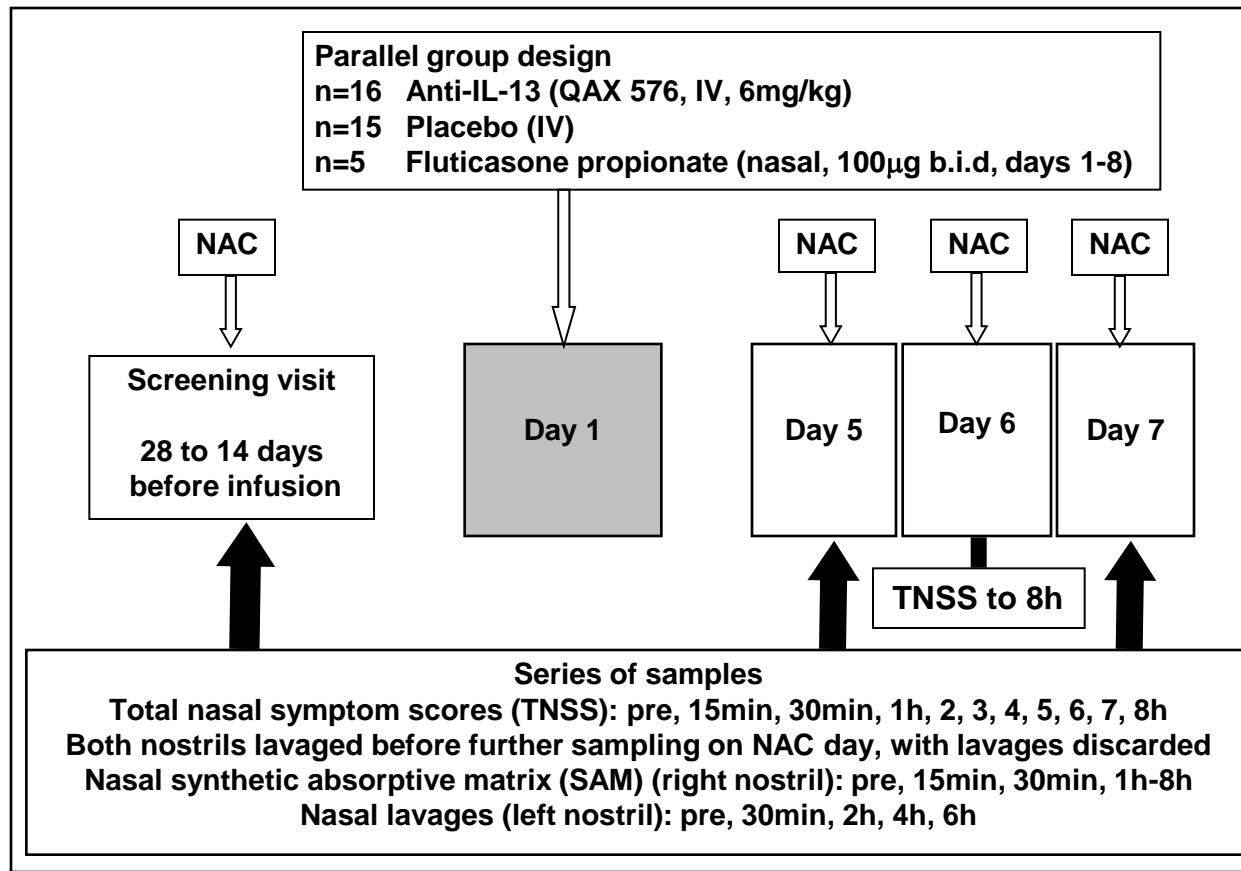 Parallel group design
n=16 Anti-IL-13 (QAX 576, IV, 6mg/kg)
n=15 Placebo (IV)
n=5 Fluticasone propionate (nasal, 100μg b.i.d, days 1-8)
NAC
NAC
NAC
NAC
Screening visit
28 to 14 days
before infusion
Day 1
Day 5
Day 6
Day 7
TNSS to 8h
Series of samples
Total nasal symptom scores (TNSS): pre, 15min, 30min, 1h, 2, 3, 4, 5, 6, 7, 8h
Both nostrils lavaged before further sampling on NAC day, with lavages discarded
Nasal synthetic absorptive matrix (SAM) (right nostril): pre, 15min, 30min, 1h-8h
Nasal lavages (left nostril): pre, 30min, 2h, 4h, 6h